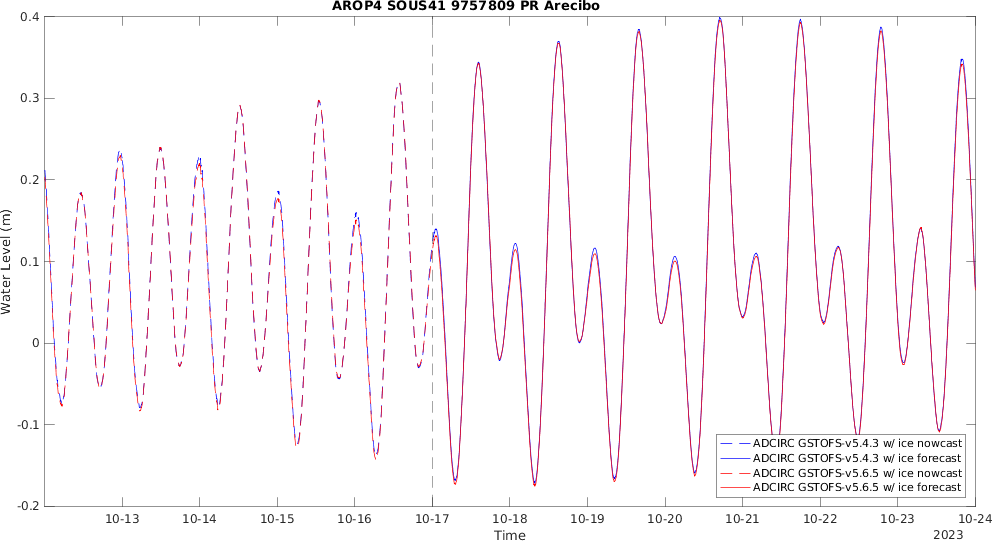 AROP4 SOUS41 9757809 PR Arecibo
0.4
0.3
0.2
0.1
0
-0.1
-0.2
Water Level (m)
ADCIRC GSTOFS-v5.4.3 w/ ice nowcast
ADCIRC GSTOFS-v5.4.3 w/ ice forecast
ADCIRC GSTOFS-v5.6.5 w/ ice nowcast
ADCIRC GSTOFS-v5.6.5 w/ ice forecast
10-13 10-14 10-15 10-16 10-17 10-18 10-19 10-20 10-21 10-22 10-23 10-24
Time
2023